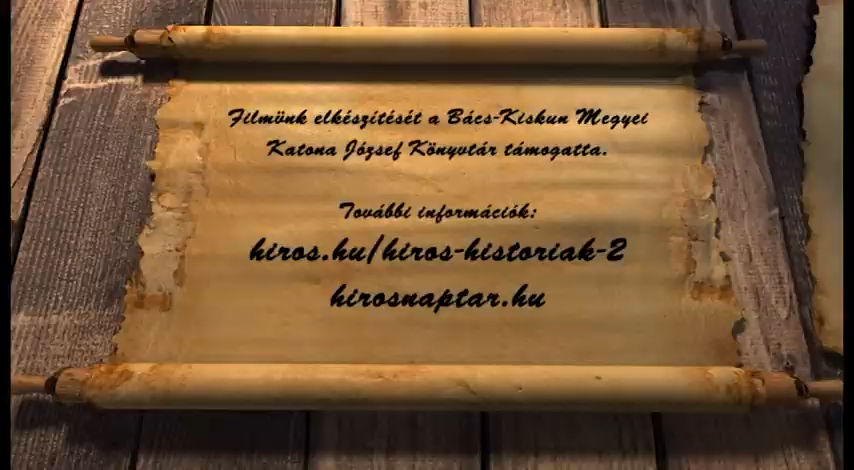 Filmünk elkészítését a Bács-Kiskun Megyei
Katona József Könyvtár támogatta.
További információk:
hiros.hu/hiros-historiak-2
hirosnaptar.hu